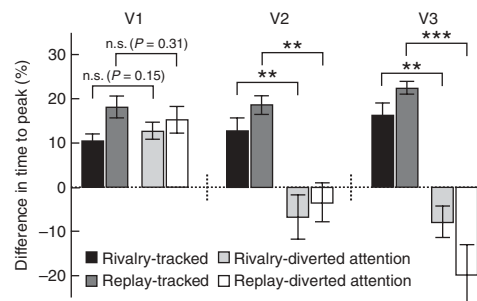 V1 V2 V3
n.s. (P = 0.31)
n.s. (P = 0.15)
** ** ** ***
Difference in time to peak (%)
30
20
10
0
–10
–20
Rivalry-tracked Rivalry-diverted attention
Replay-tracked Replay-diverted attention